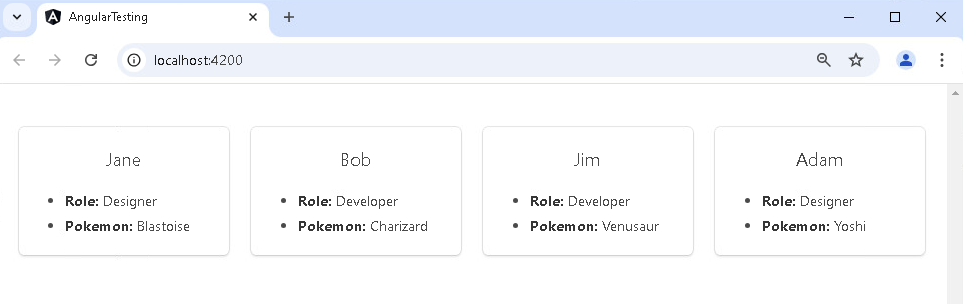 AngularTesting
localhost:4200
Jane
Role: Designer
Pokemon: Blastoise
Bob
Role: Developer
Pokemon: Charizard
Jim
Role: Developer
Pokemon: Venusaur
Adam
Role: Designer
Pokemon: Yoshi